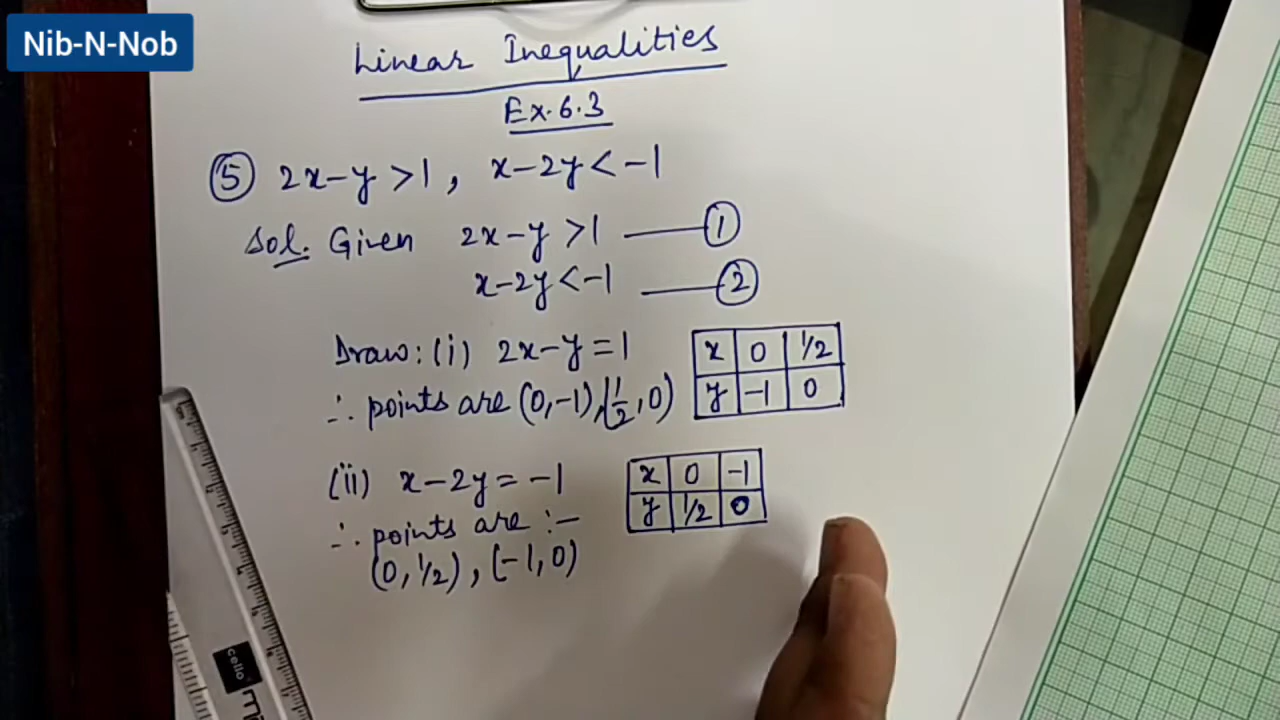 Nib-N-Nob
Linear Inequalities
Ex. 6.3
⑤ 2x-y>1, x-2y<-1
Sol. Given 2x-y>1 ——①
x-2y<-1 ——②
Draw: (i) 2x-y=1
x 0 1/2
y -1 0
∴ points are (0,-1), (1/2, 0)
(ii) x-2y=-1
x 0 -1
y 1/2 0
∴ points are :-
(0, 1/2), (-1, 0)
cello